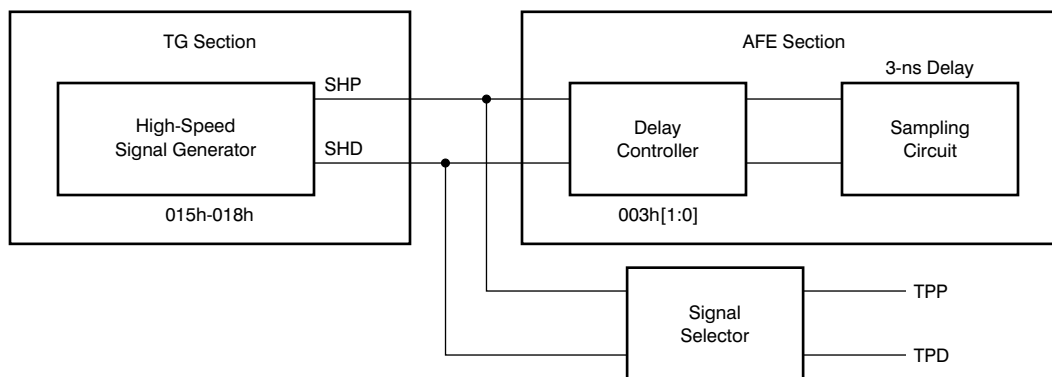 TG Section
AFE Section
3-ns Delay
SHP
High-Speed
Signal Generator
SHD
Delay
Controller
Sampling
Circuit
015h-018h
003h[1:0]
Signal
Selector
TPP
TPD